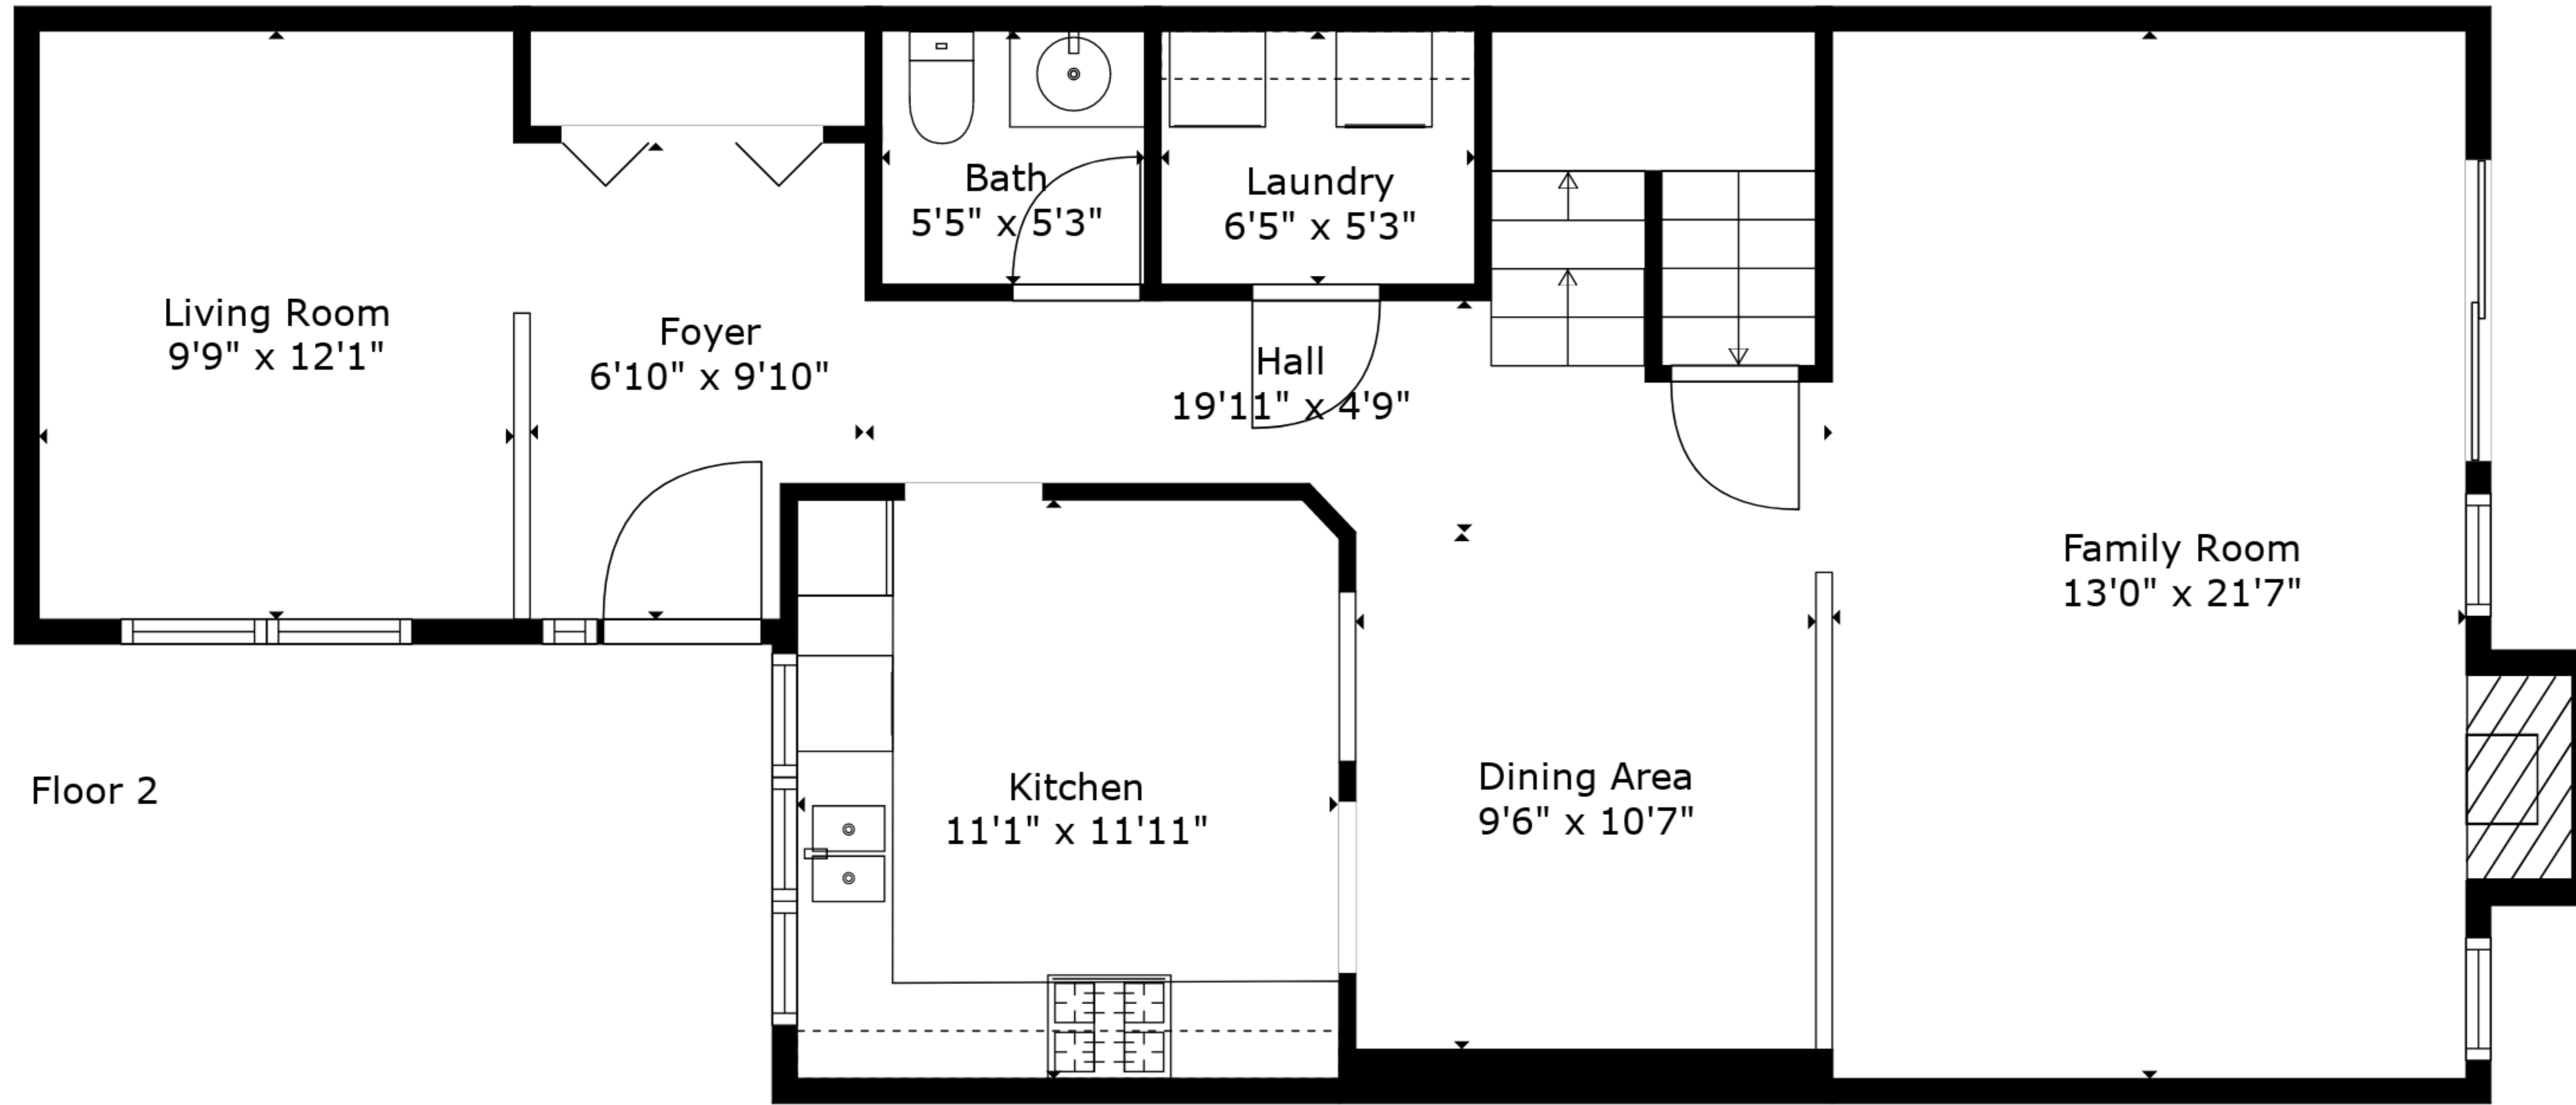 Bath
5'5" x 5'3"
Laundry
6'5" x 5'3"
Living Room
9'9" x 12'1"
Foyer
6'10" x 9'10"
Hall
19'11" x 4'9"
Family Room
13'0" x 21'7"
Floor 2
Kitchen
11'1" x 11'11"
Dining Area
9'6" x 10'7"